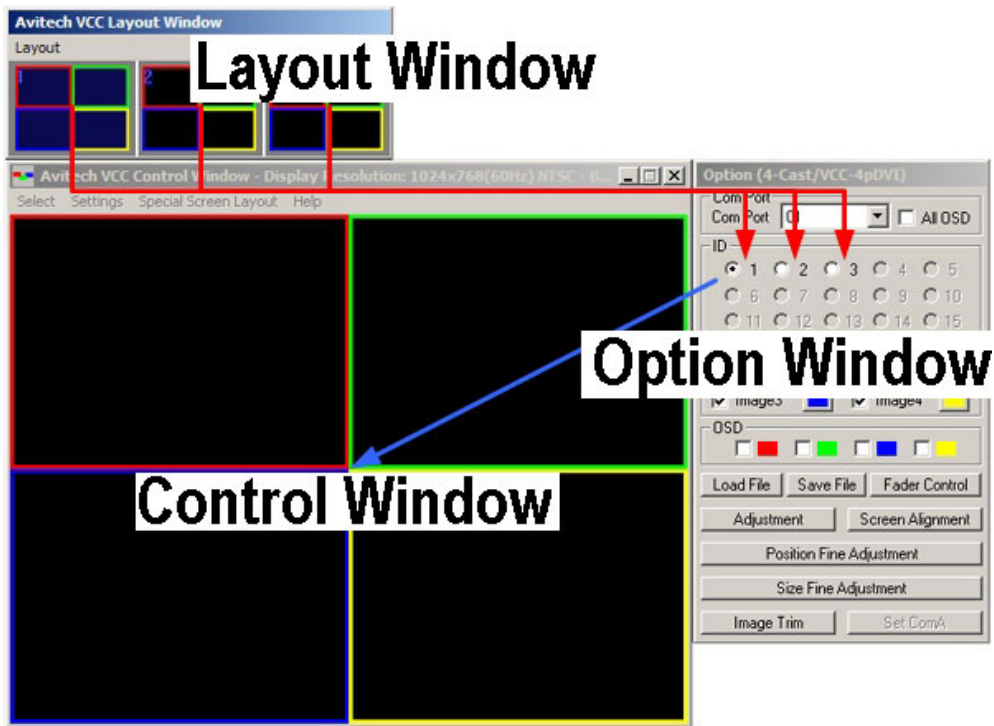 Avitech VCC Layout Window
Layout
Layout Window
1
2
Avitech VCC Control Window - Display Resolution: 1024x768(60Hz) NTSC -
Select Settings Special Screen Layout Help
Option (4-Cast/VCC-4pDVI)
Com Port
Com Port 01 All OSD
ID
1 2 3 4 5
6 7 8 9 10
11 12 13 14 15
Option Window
Image3 Image4
OSD
Control Window
Load File Save File Fader Control
Adjustment Screen Alignment
Position Fine Adjustment
Size Fine Adjustment
Image Trim Set ComA